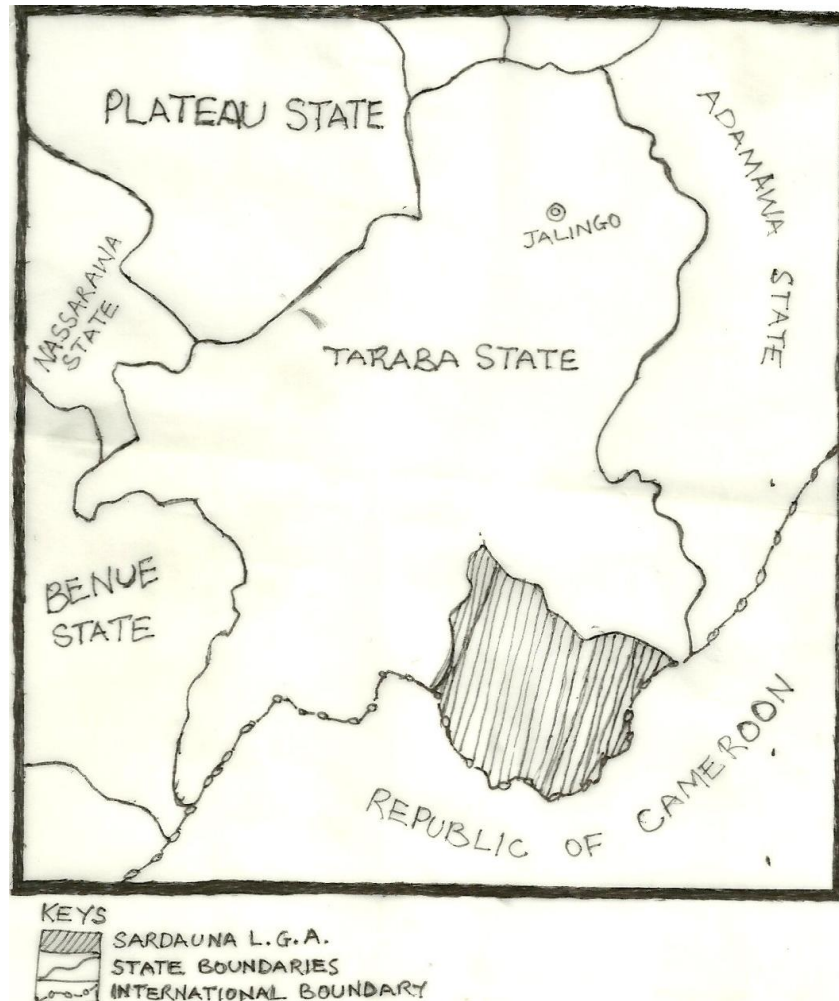 PLATEAU STATE
ADAMAWA STATE
JALINGO
NASSARAWA
STATE
TARABA STATE
BENUE
STATE
REPUBLIC OF CAMEROON
KEYS
SARDAUNA L.G.A.
STATE BOUNDARIES
INTERNATIONAL BOUNDARY